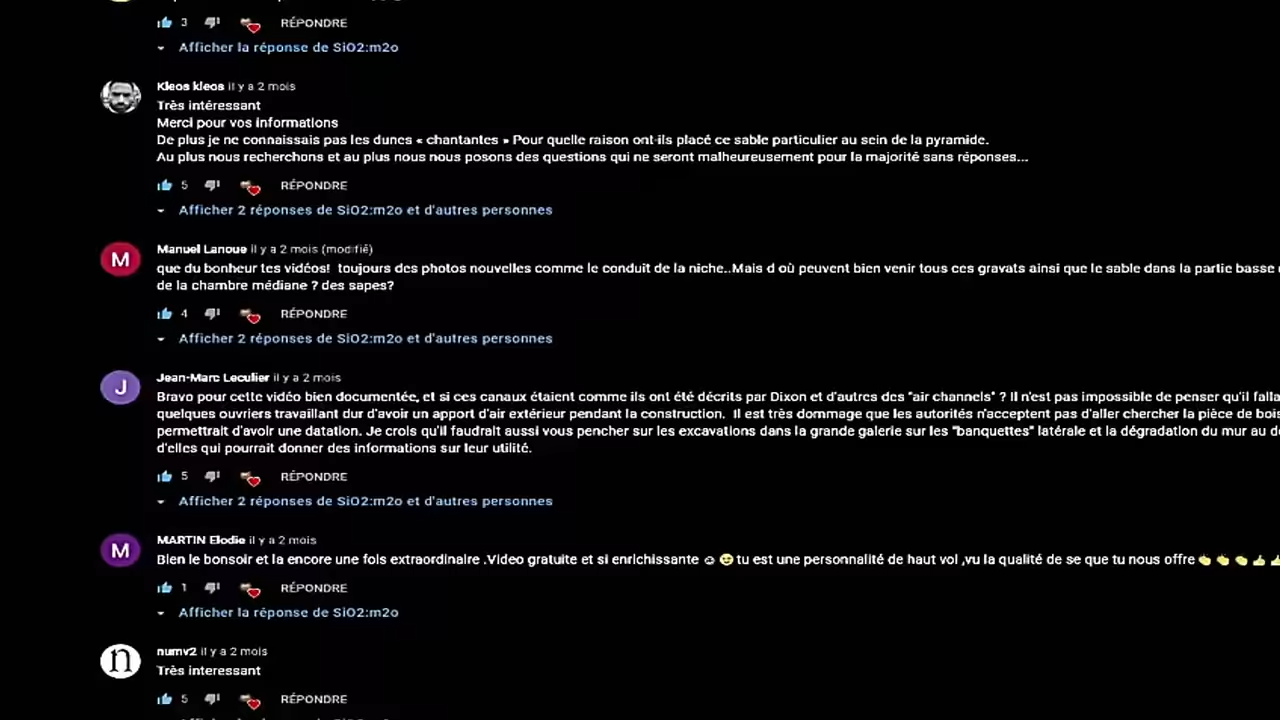 3 RÉPONDRE
Afficher la réponse de SiO2:m2o
Kleos kleos il y a 2 mois
Très intéressant
Merci pour vos informations
De plus je ne connaissais pas les dunes « chantantes » Pour quelle raison ont-ils placé ce sable particulier au sein de la pyramide.
Au plus nous recherchons et au plus nous nous posons des questions qui ne seront malheureusement pour la majorité sans réponses...
5 RÉPONDRE
Afficher 2 réponses de SiO2:m2o et d'autres personnes
M
Manuel Lanoue il y a 2 mois (modifié)
que du bonheur tes vidéos! toujours des photos nouvelles comme le conduit de la niche..Mais d où peuvent bien venir tous ces gravats ainsi que le sable dans la partie basse
de la chambre médiane ? des sapes?
4 RÉPONDRE
Afficher 2 réponses de SiO2:m2o et d'autres personnes
J
Jean-Marc Leculier il y a 2 mois
Bravo pour cette vidéo bien documentée, et si ces canaux étaient comme ils ont été décrits par Dixon et d'autres des "air channels" ? Il n'est pas impossible de penser qu'il falla
quelques ouvriers travaillant dur d'avoir un apport d'air extérieur pendant la construction. Il est très dommage que les autorités n'acceptent pas d'aller chercher la pièce de bois
permettrait d'avoir une datation. Je crois qu'il faudrait aussi vous pencher sur les excavations dans la grande galerie sur les "banquettes" latérale et la dégradation du mur au d
d'elles qui pourrait donner des informations sur leur utilité.
5 RÉPONDRE
Afficher 2 réponses de SiO2:m2o et d'autres personnes
M
MARTIN Elodie il y a 2 mois
Bien le bonsoir et la encore une fois extraordinaire .Video gratuite et si enrichissante ☺ 😉 tu est une personnalité de haut vol ,vu la qualité de se que tu nous offre 👏 👏 👏 👍 👍
1 RÉPONDRE
Afficher la réponse de SiO2:m2o
n
numv2 il y a 2 mois
Très interessant
5 RÉPONDRE